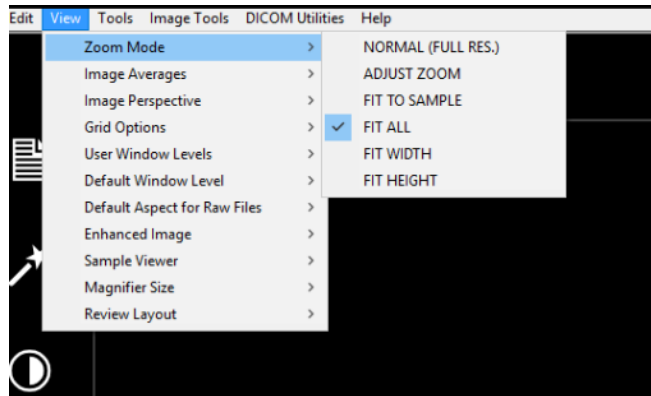 Edit View Tools Image Tools DICOM Utilities Help
Zoom Mode
Image Averages
Image Perspective
Grid Options
User Window Levels
Default Window Level
Default Aspect for Raw Files
Enhanced Image
Sample Viewer
Magnifier Size
Review Layout
NORMAL (FULL RES.)
ADJUST ZOOM
FIT TO SAMPLE
FIT ALL
FIT WIDTH
FIT HEIGHT